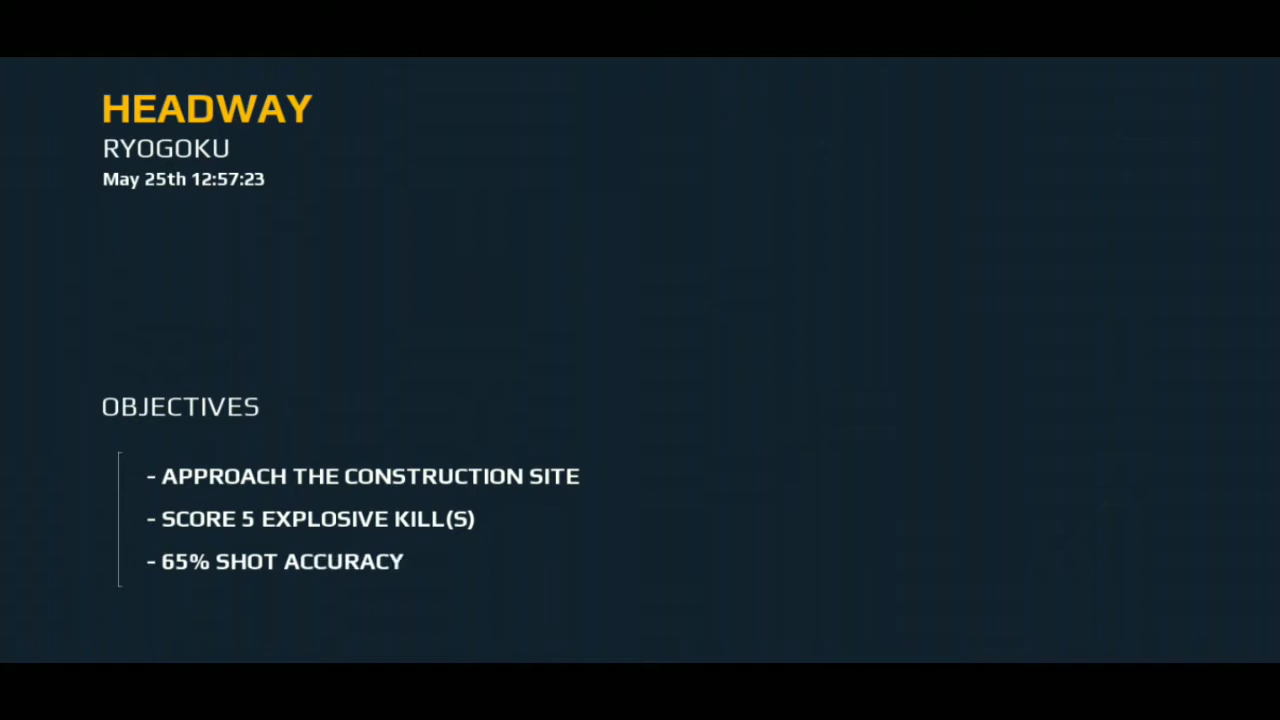 HEADWAY
RYOGOKU
May 25th 12:57:23
OBJECTIVES
- APPROACH THE CONSTRUCTION SITE
- SCORE 5 EXPLOSIVE KILL(S)
- 65% SHOT ACCURACY